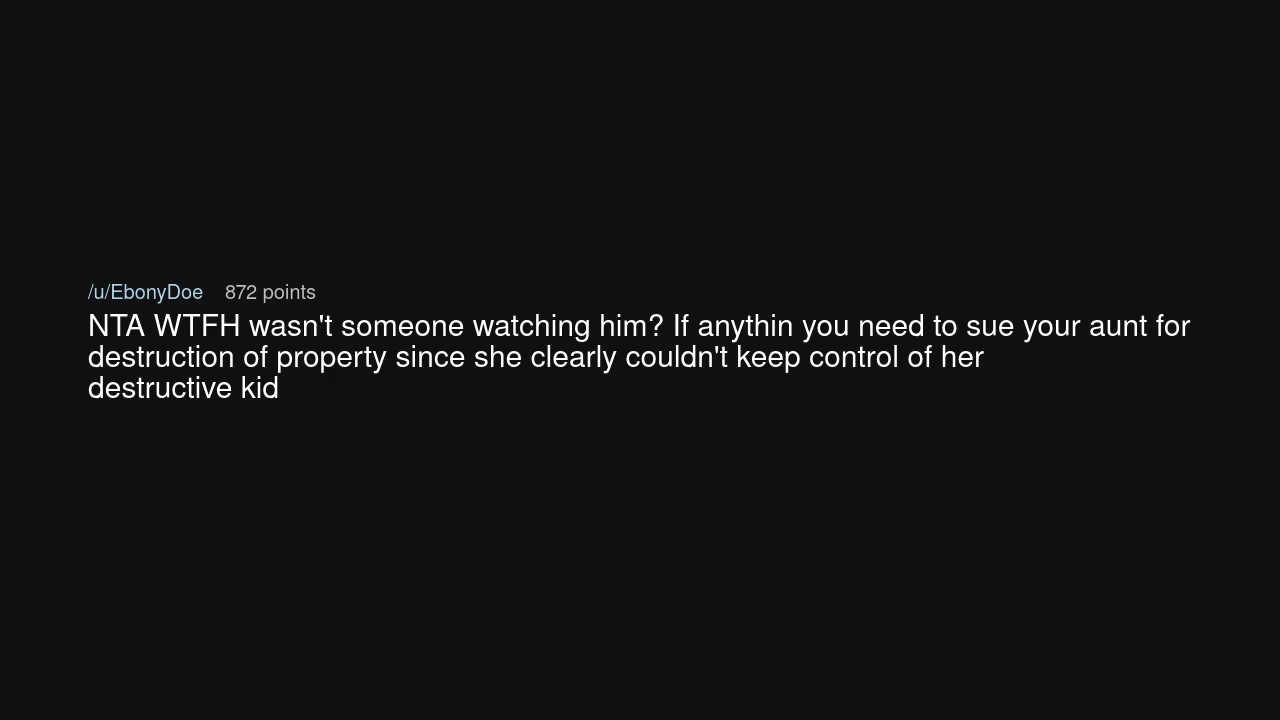 /u/EbonyDoe 872 points
NTA WTFH wasn't someone watching him? If anythin you need to sue your aunt for
destruction of property since she clearly couldn't keep control of her
destructive kid